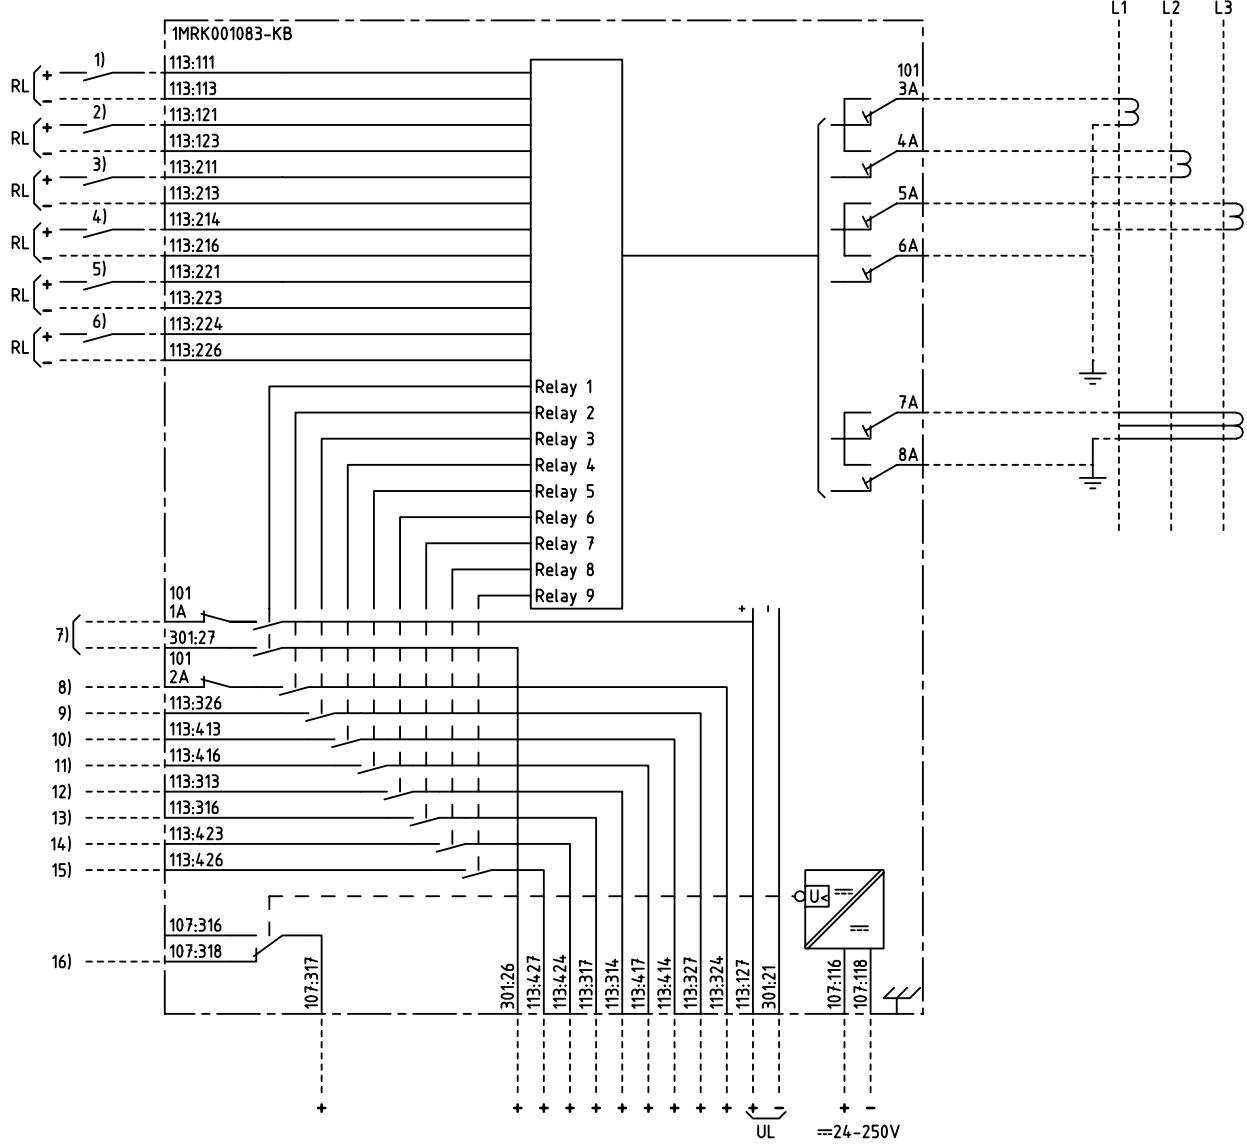 L1 L2 L3
1MRK001083-KB
RL + 1) 113:111
- 113:113
RL + 2) 113:121
- 113:123
RL + 3) 113:211
- 113:213
RL + 4) 113:214
- 113:216
RL + 5) 113:221
- 113:223
RL + 6) 113:224
- 113:226
101
3A
4A
5A
6A
7A
8A
Relay 1
Relay 2
Relay 3
Relay 4
Relay 5
Relay 6
Relay 7
Relay 8
Relay 9
+ -
101
7) 1A
301:27
101
8) 2A
9) 113:326
10) 113:413
11) 113:416
12) 113:313
13) 113:316
14) 113:423
15) 113:426
107:316
16) 107:318
U<
107:317
301:26
113:427
113:424
113:317
113:314
113:417
113:414
113:327
113:324
113:127
301:21
107:116
107:118
+ + + + + + + + + + + - + -
UL
24-250V